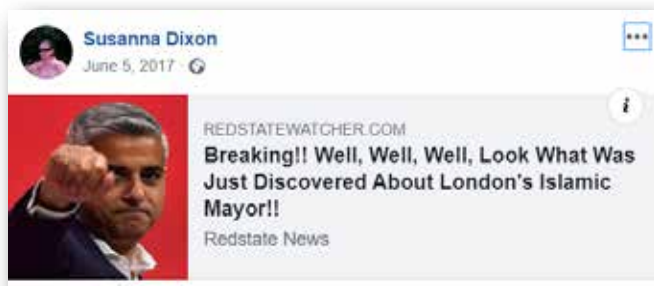 Susanna Dixon
June 5, 2017 ·
REDSTATEWATCHER.COM
Breaking!! Well, Well, Well, Look What Was
Just Discovered About London's Islamic
Mayor!!
Redstate News